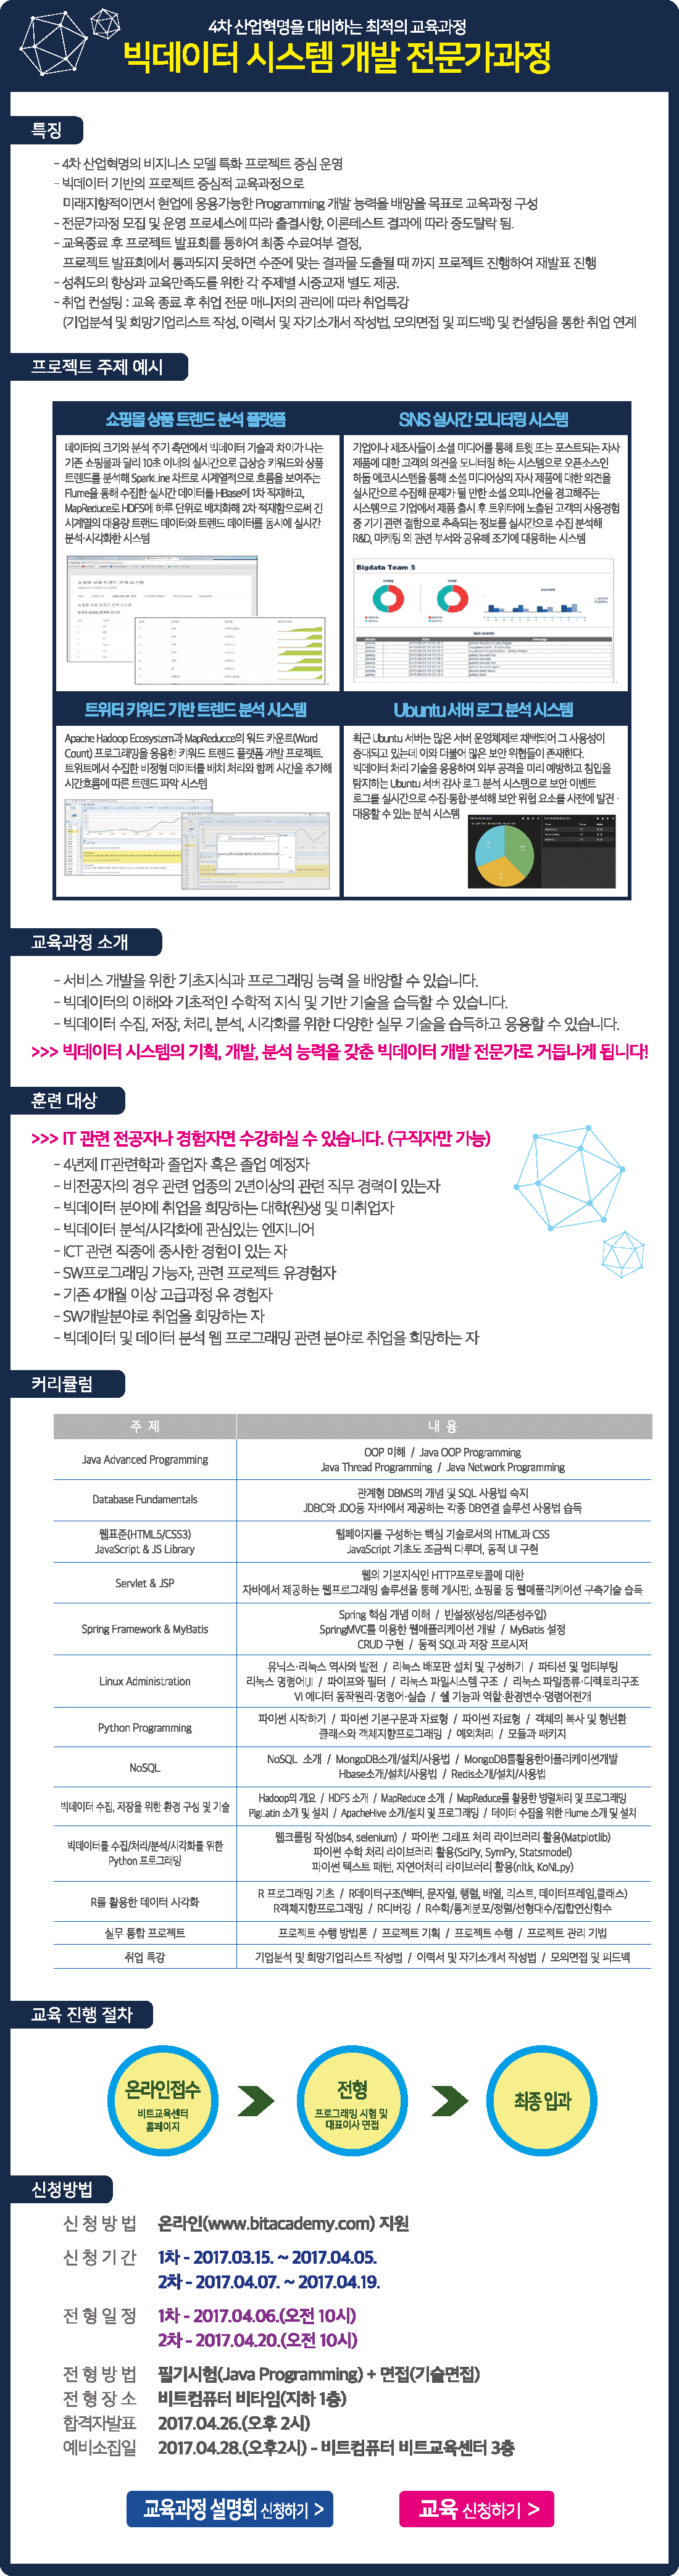 4차 산업혁명을 대비하는 최적의 교육과정
빅데이터 시스템 개발 전문가과정
특징
- 4차 산업혁명의 비지니스 모델 특화 프로젝트 중심 운영
- 빅데이터 기반의 프로젝트 중심적 교육과정으로
미래지향적이면서 현업에 응용가능한 Programming 개발 능력을 배양을 목표로 교육과정 구성
- 전문가과정 모집 및 운영 프로세스에 따라 출결사항, 이론테스트 결과에 따라 중도탈락 됨.
- 교육종료 후 프로젝트 발표회를 통하여 최종 수료여부 결정,
프로젝트 발표회에서 통과되지 못하면 수준에 맞는 결과물 도출될 때 까지 프로젝트 진행하여 재발표 진행
- 성취도의 향상과 교육만족도를 위한 각 주제별 시중교재 별도 제공.
- 취업 컨설팅 : 교육 종료 후 취업 전문 매니저의 관리에 따라 취업특강
(기업분석 및 희망기업리스트 작성, 이력서 및 자기소개서 작성법, 모의면접 및 피드백) 및 컨설팅을 통한 취업 연계
프로젝트 주제 예시
쇼핑몰 상품 트렌드 분석 플랫폼
데이터의 크기와 분석 주기 측면에서 빅데이터 기술과 차이가 나는
기존 쇼핑몰과 달리 10초 이내의 실시간으로 급상승 키워드와 상품
트렌드를 분석해 SparkLine 차트로 시계열적으로 흐름을 보여주는
Flume을 통해 수집한 실시간 데이터를 HBase에 1차 적재하고,
MapReduce로 HDFS에 하루 단위로 배치화해 2차 적재함으로써 긴
시계열의 대용량 트렌드 데이터와 트렌드 데이터를 동시에 실시간
분석·시각화한 시스템
SNS 실시간 모니터링 시스템
기업이나 제조사들이 소셜 미디어를 통해 트윗 또는 포스트되는 자사
제품에 대한 고객의 의견을 모니터링 하는 시스템으로 오픈소스인
하둡 에코시스템을 통해 소셜 미디어상의 자사 제품에 대한 의견을
실시간으로 수집해 문제가 될 만한 소셜 오피니언을 경고해주는
시스템으로 기업에서 제품 출시 후 트위터에 노출된 고객의 사용경험
중 기기 관련 결함으로 추측되는 정보를 실시간으로 수집 분석해
R&D, 마케팅 외 관련 부서와 공유해 조기에 대응하는 시스템
Bigdata Team 5
트위터 키워드 기반 트렌드 분석 시스템
Apache Hadoop Ecosystem과 MapReducce의 워드 카운트(Word
Count) 프로그래밍을 응용한 키워드 트렌드 플랫폼 개발 프로젝트
트위트에서 수집한 비정형 데이터를 배치 처리와 함께 시간을 추가해
시간흐름에 따른 트렌드 파악 시스템
Ubuntu 서버 로그 분석 시스템
최근 Ubuntu 서버는 많은 서버 운영체제로 채택되어 그 사용성이
증대되고 있는데 이와 더불어 많은 보안 위협들이 존재한다.
빅데이터 처리 기술을 응용하여 외부 공격을 미리 예방하고 침입을
탐지하는 Ubuntu 서버 감사 로그 분석 시스템으로 보안 이벤트
로그를 실시간으로 수집·통합·분석해 보안 위험 요소를 사전에 발견·
대응할 수 있는 분석 시스템
교육과정 소개
- 서비스 개발을 위한 기초지식과 프로그래밍 능력 을 배양할 수 있습니다.
- 빅데이터의 이해와 기초적인 수학적 지식 및 기반 기술을 습득할 수 있습니다.
- 빅데이터 수집, 저장, 처리, 분석, 시각화를 위한 다양한 실무 기술을 습득하고 응용할 수 있습니다.
>>> 빅데이터 시스템의 기획, 개발, 분석 능력을 갖춘 빅데이터 개발 전문가로 거듭나게 됩니다!
훈련 대상
>>> IT 관련 전공자나 경험자면 수강하실 수 있습니다. (구직자만 가능)
- 4년제 IT관련학과 졸업자 혹은 졸업 예정자
- 비전공자의 경우 관련 업종의 2년이상의 관련 직무 경력이 있는자
- 빅데이터 분야에 취업을 희망하는 대학(원)생 및 미취업자
- 빅데이터 분석/시각화에 관심있는 엔지니어
- ICT 관련 직종에 종사한 경험이 있는 자
- SW프로그래밍 가능자, 관련 프로젝트 유경험자
- 기존 4개월 이상 고급과정 유 경험자
- SW개발분야로 취업을 희망하는 자
- 빅데이터 및 데이터 분석 웹 프로그래밍 관련 분야로 취업을 희망하는 자
커리큘럼
주 제 내 용
Java Advanced Programming
OOP 이해 / Java OOP Programming
Java Thread Programming / Java Network Programming
Database Fundamentals
관계형 DBMS의 개념 및 SQL 사용법 숙지
JDBC와 JDO등 자바에서 제공하는 각종 DB연결 솔루션 사용법 습득
웹표준(HTML5/CSS3)
JavaScript & JS Library
웹페이지를 구성하는 핵심 기술로서의 HTML과 CSS
JavaScript 기초도 조금씩 다루며, 동적 UI 구현
Servlet & JSP
웹의 기본지식인 HTTP프로토콜에 대한
자바에서 제공하는 웹프로그래밍 솔루션을 통해 게시판, 쇼핑몰 등 웹애플리케이션 구축기술 습득
Spring Framework & MyBatis
Spring 핵심 개념 이해 / 빈설정(생성/의존성주입)
SpringMVC를 이용한 웹애플리케이션 개발 / MyBatis 설정
CRUD 구현 / 동적 SQL과 저장 프로시저
Linux Administration
유닉스·리눅스 역사와 발전 / 리눅스 배포판 설치 및 구성하기 / 파티션 및 멀티부팅
리눅스 명령어I,II / 파이프와 필터 / 리눅스 파일시스템 구조 / 리눅스 파일종류·디렉토리구조
Vi 에디터 동작원리·명령어·실습 / 쉘 기능과 역할·환경변수·명령어전개
Python Programming
파이썬 시작하기 / 파이썬 기본구문과 자료형 / 파이썬 자료형 / 객체의 복사 및 형변환
클래스와 객체지향프로그래밍 / 예외처리 / 모듈과 패키지
NoSQL
NoSQL 소개 / MongoDB소개/설치/사용법 / MongoDB를활용한어플리케이션개발
Hbase소개/설치/사용법 / Redis소개/설치/사용법
빅데이터 수집, 저장을 위한 환경 구성 및 기술
Hadoop의 개요 / HDFS 소개 / MapReduce 소개 / MapReduce를 활용한 병렬처리 및 프로그래밍
PigLatin 소개 및 설치 / ApacheHive 소개/설치 및 프로그래밍 / 데이터 수집을 위한 Flume 소개 및 설치
빅데이터를 수집/처리/분석/시각화를 위한
Python 프로그래밍
웹크롤링 작성(bs4, selenium) / 파이썬 그래프 처리 라이브러리 활용(Matplotlib)
파이썬 수학 처리 라이브러리 활용(SciPy, SymPy, Statsmodel)
파이썬 텍스트 패턴, 자연어처리 라이브러리 활용(nltk, KoNLpy)
R를 활용한 데이터 시각화
R 프로그래밍 기초 / R데이터구조(벡터, 문자열, 행렬, 배열, 리스트, 데이터프레임,클래스)
R객체지향프로그래밍 / R디버깅 / R수학/통계분포/정렬/선형대수/집합연산함수
실무 통합 프로젝트
프로젝트 수행 방법론 / 프로젝트 기획 / 프로젝트 수행 / 프로젝트 관리 기법
취업 특강
기업분석 및 희망기업리스트 작성법 / 이력서 및 자기소개서 작성법 / 모의면접 및 피드백
교육 진행 절차
온라인접수
비트교육센터
홈페이지
전형
프로그래밍 시험 및
대표이사 면접
최종 입과
신청방법
신 청 방 법 온라인(www.bitacademy.com) 지원
신 청 기 간 1차 - 2017.03.15. ~ 2017.04.05.
2차 - 2017.04.07. ~ 2017.04.19.
전 형 일 정 1차 - 2017.04.06.(오전 10시)
2차 - 2017.04.20.(오전 10시)
전 형 방 법 필기시험(Java Programming) + 면접(기술면접)
전 형 장 소 비트컴퓨터 비타임(지하 1층)
합격자발표 2017.04.26.(오후 2시)
예비소집일 2017.04.28.(오후2시) - 비트컴퓨터 비트교육센터 3층
교육과정 설명회 신청하기 >
교육 신청하기 >